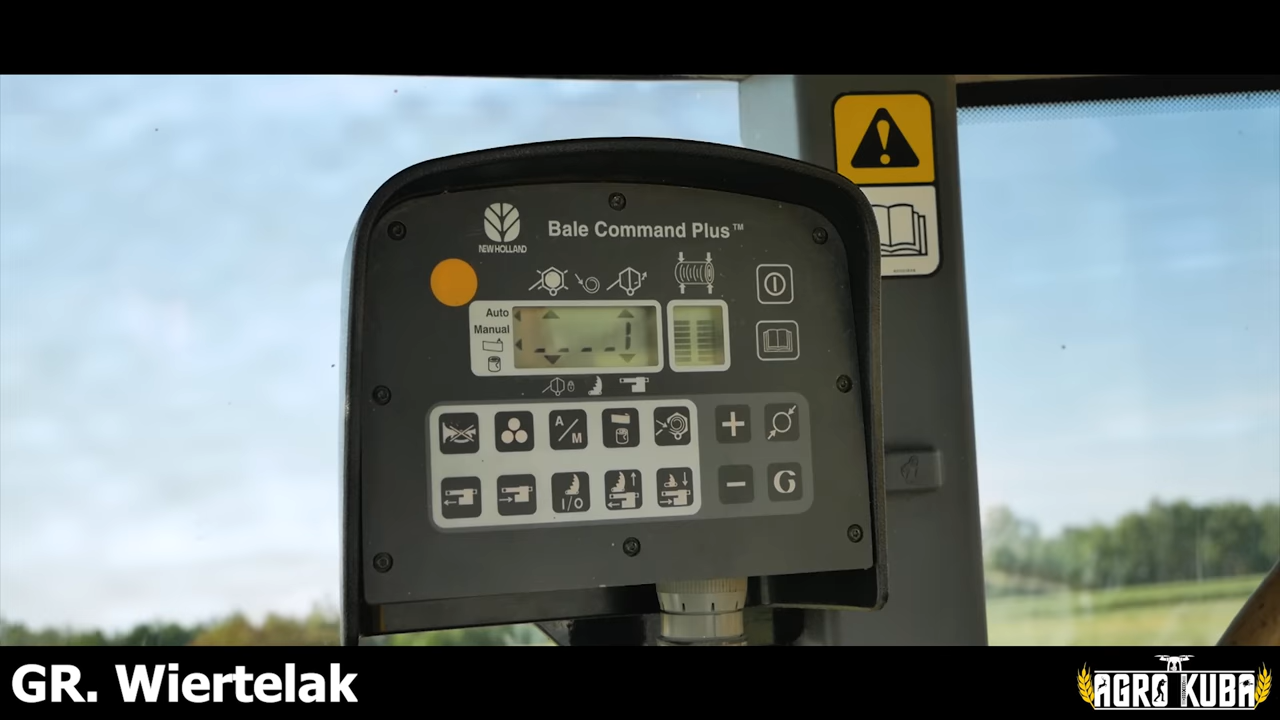 Bale Command Plus™
NEW HOLLAND
Auto
Manual
A/M
I/O
G
GR. Wiertelak
AGRO KUBA